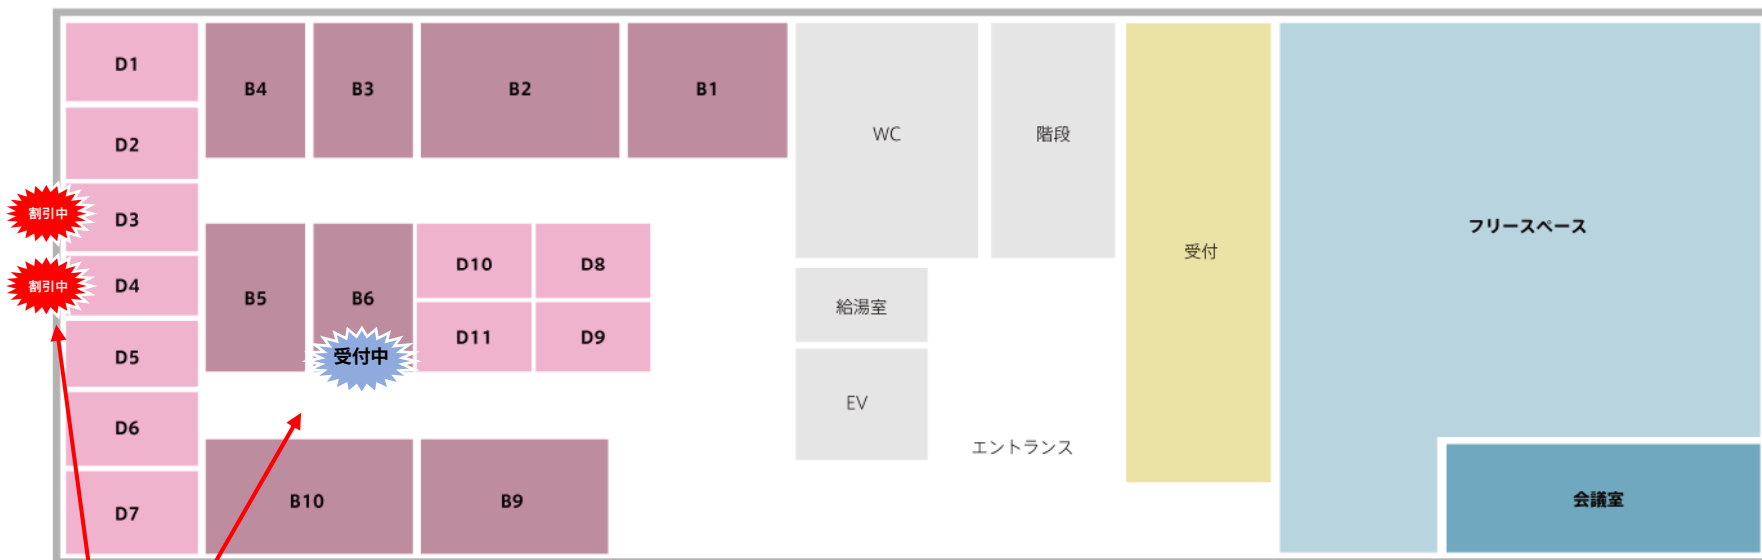 D1
B4
B3
B2
B1
WC
階段
D2
割引中
D3
受付
フリースペース
割引中
D4
B5
B6
D10
D8
給湯室
D11
D9
D5
受付中
EV
D6
エントランス
D7
B10
B9
会議室